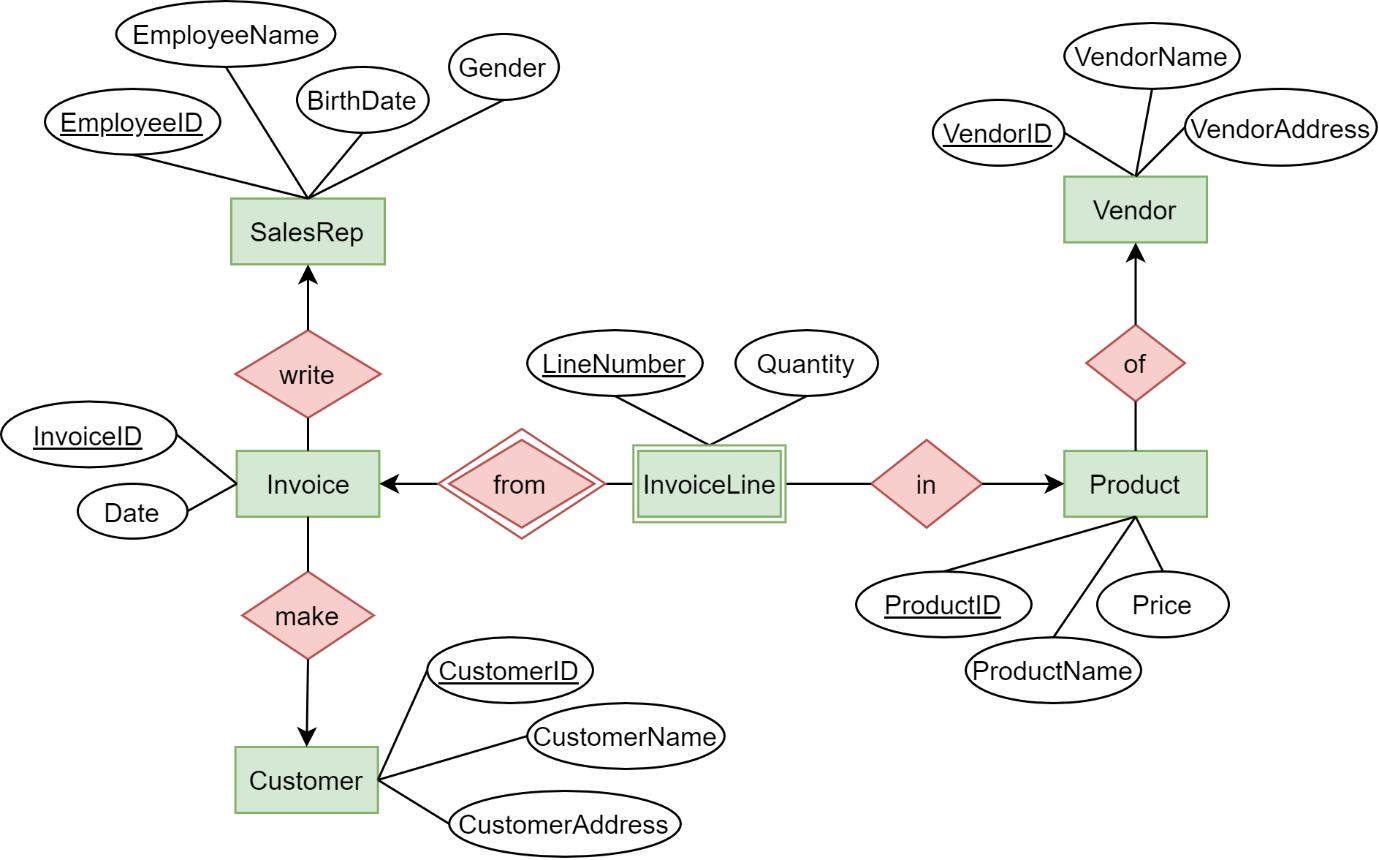 EmployeeName
Gender
BirthDate
EmployeeID
SalesRep
VendorName
VendorID
VendorAddress
Vendor
write
LineNumber
Quantity
of
InvoiceID
Date
Invoice
from
InvoiceLine
in
Product
make
ProductID
Price
ProductName
CustomerID
CustomerName
Customer
CustomerAddress